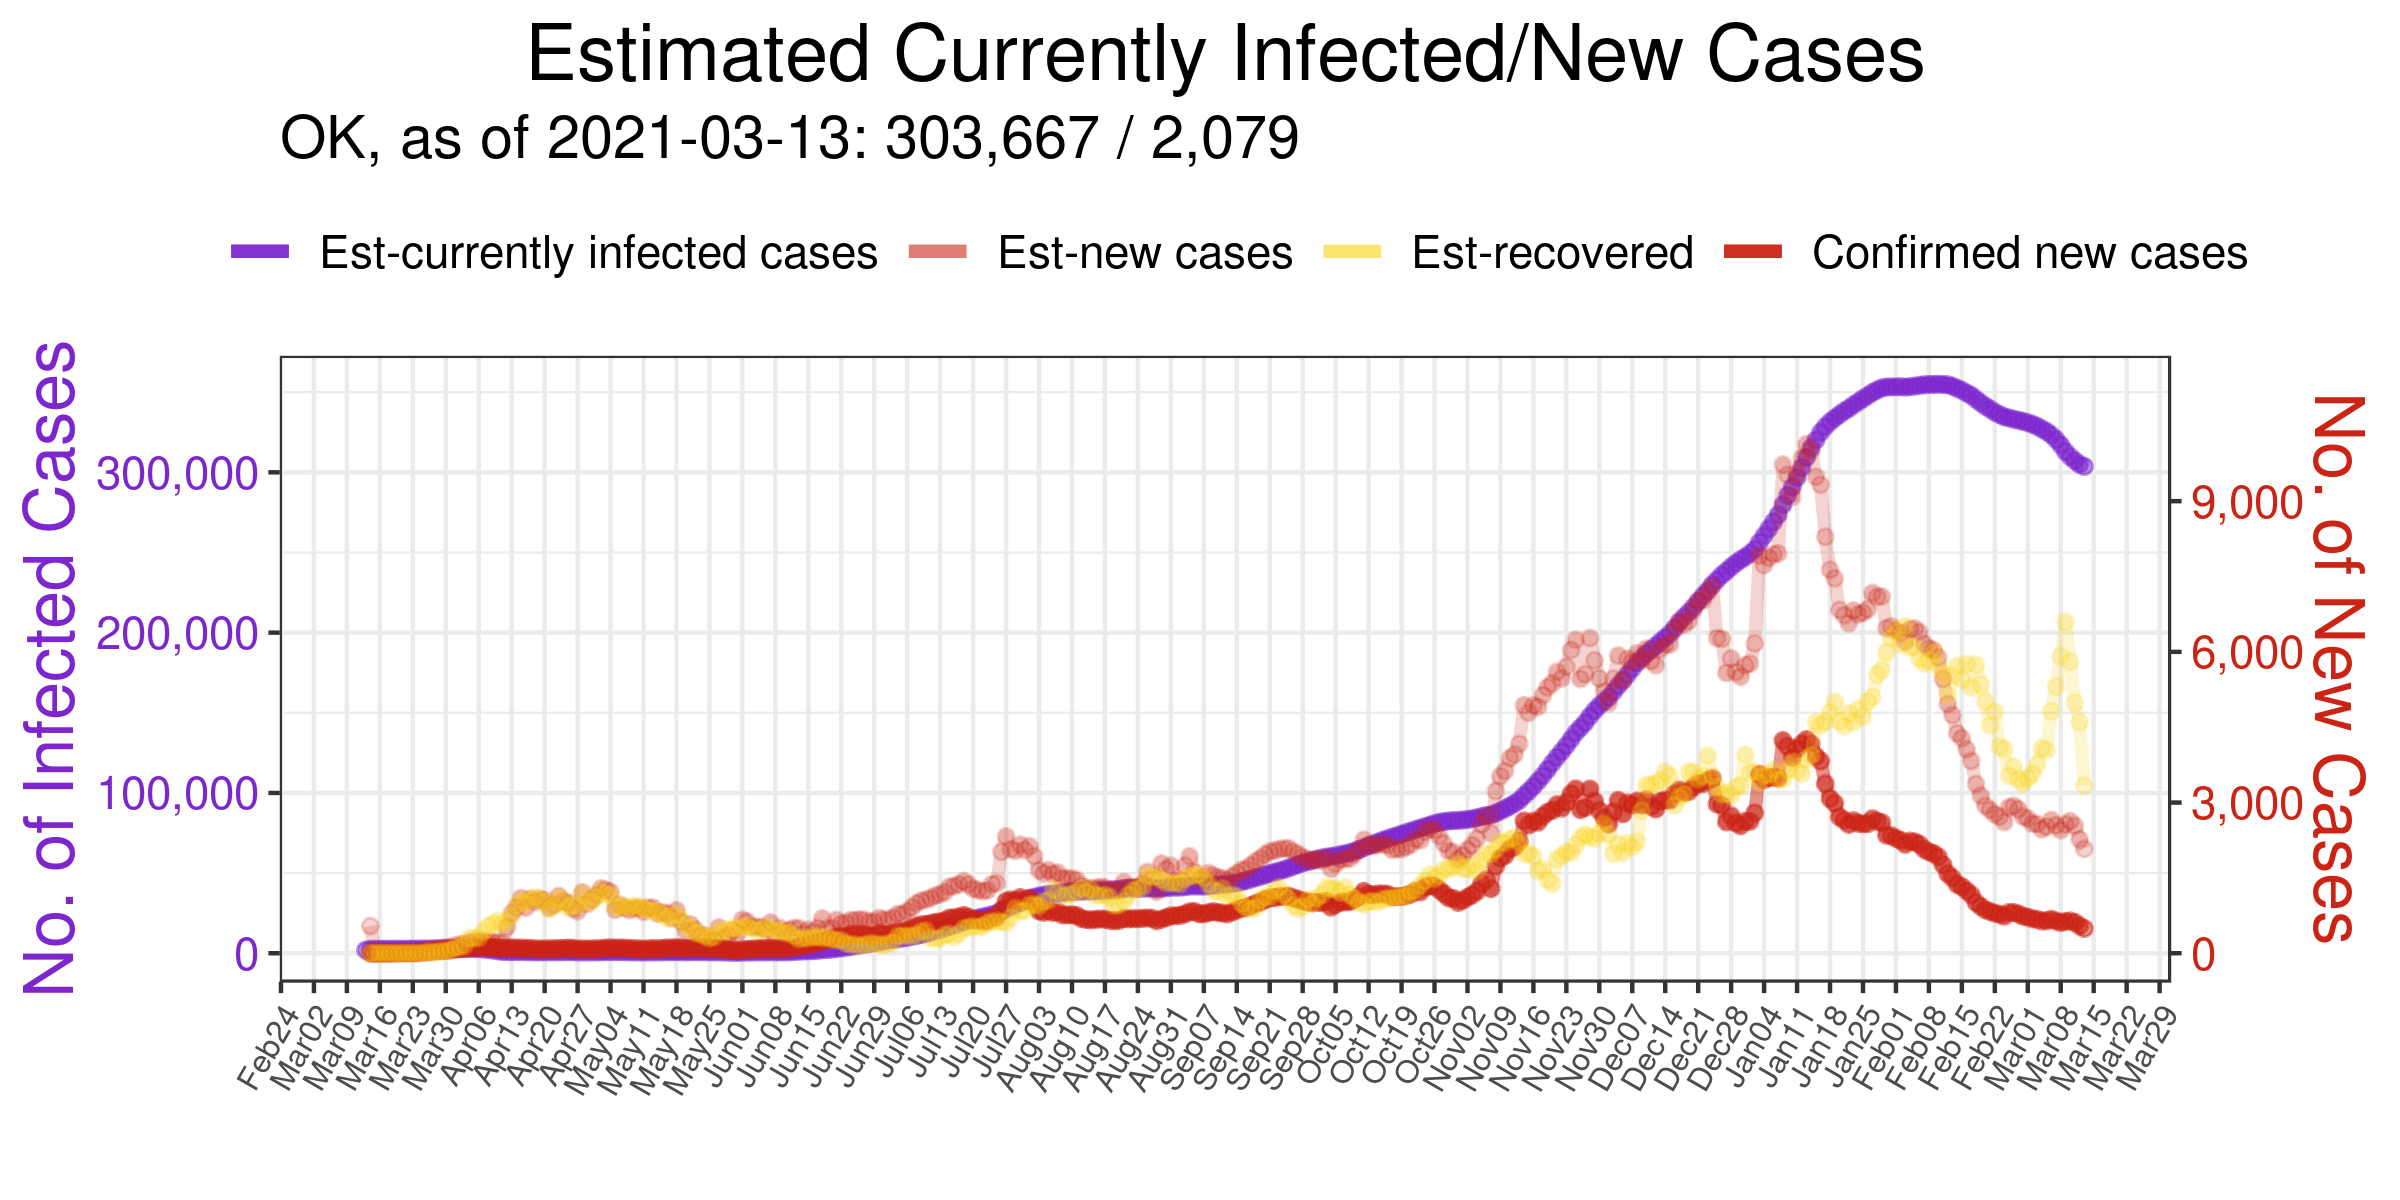 Estimated Currently Infected/New Cases
OK, as of 2021-03-13: 303,667 / 2,079
Est-currently infected cases Est-new cases Est-recovered Confirmed new cases
No. of Infected Cases
300,000
200,000
100,000
0
9,000
6,000
3,000
0
No. of New Cases
Feb24 Mar02 Mar09 Mar16 Mar23 Mar30 Apr06 Apr13 Apr20 Apr27 May04 May11 May18 May25 Jun01 Jun08 Jun15 Jun22 Jun29 Jul06 Jul13 Jul20 Jul27 Aug03 Aug10 Aug17 Aug24 Aug31 Sep07 Sep14 Sep21 Sep28 Oct05 Oct12 Oct19 Oct26 Nov02 Nov09 Nov16 Nov23 Nov30 Dec07 Dec14 Dec21 Dec28 Jan04 Jan11 Jan18 Jan25 Feb01 Feb08 Feb15 Feb22 Mar01 Mar08 Mar15 Mar22 Mar29